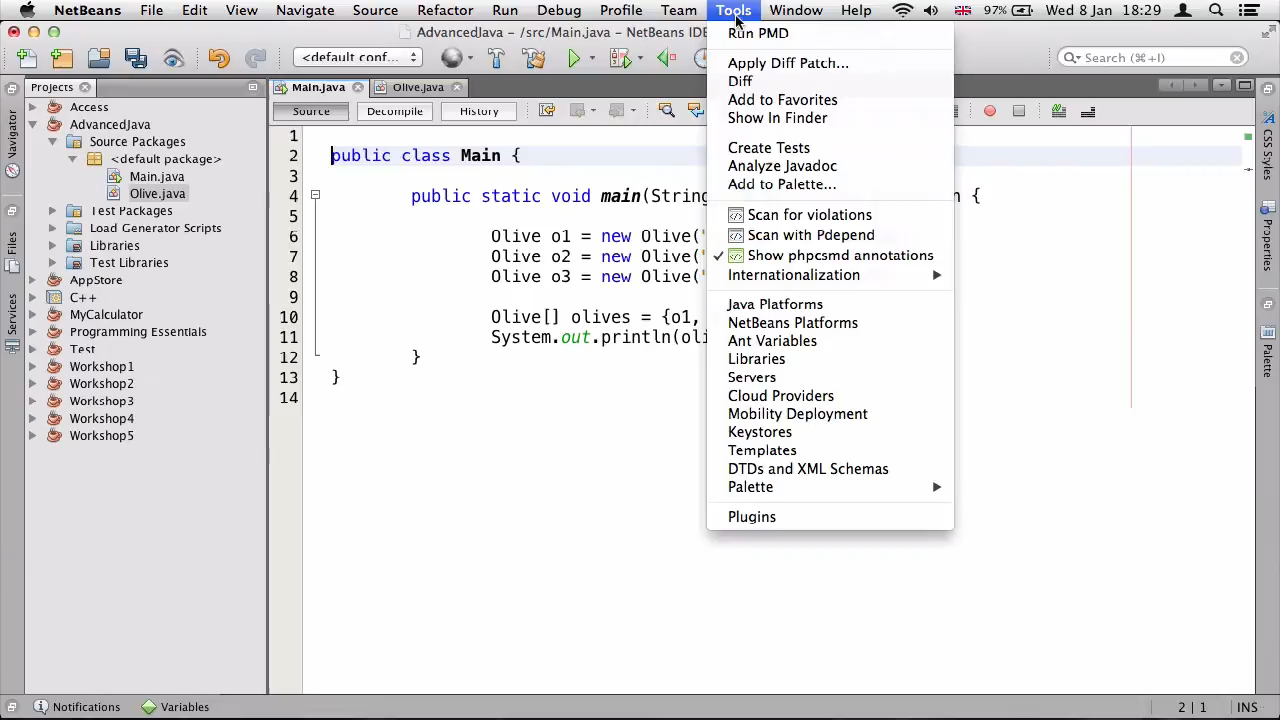 NetBeans File Edit View Navigate Source Refactor Run Debug Profile Team Tools Window Help 97% Wed 8 Jan 18:29
AdvancedJava - /src/Main.java - NetBeans IDE
<default conf... Search (⌘+I)
Projects
Main.java Olive.java
Source Decompile History
Navigator
Files
Services
Access
AdvancedJava
Source Packages
<default package>
Main.java
Olive.java
Test Packages
Load Generator Scripts
Libraries
Test Libraries
AppStore
C++
MyCalculator
Programming Essentials
Test
Workshop1
Workshop2
Workshop3
Workshop4
Workshop5
1
2 public class Main {
3
4 public static void main(String n {
5
6 Olive o1 = new Olive("
7 Olive o2 = new Olive("
8 Olive o3 = new Olive("
9
10 Olive[] olives = {o1,
11 System.out.println(oli
12 }
13 }
14
Run PMD
Apply Diff Patch...
Diff
Add to Favorites
Show In Finder
Create Tests
Analyze Javadoc
Add to Palette...
Scan for violations
Scan with Pdepend
Show phpcsmd annotations
Internationalization
Java Platforms
NetBeans Platforms
Ant Variables
Libraries
Servers
Cloud Providers
Mobility Deployment
Keystores
Templates
DTDs and XML Schemas
Palette
Plugins
CSS Styles
Properties
Palette
Notifications Variables 2 | 1 INS